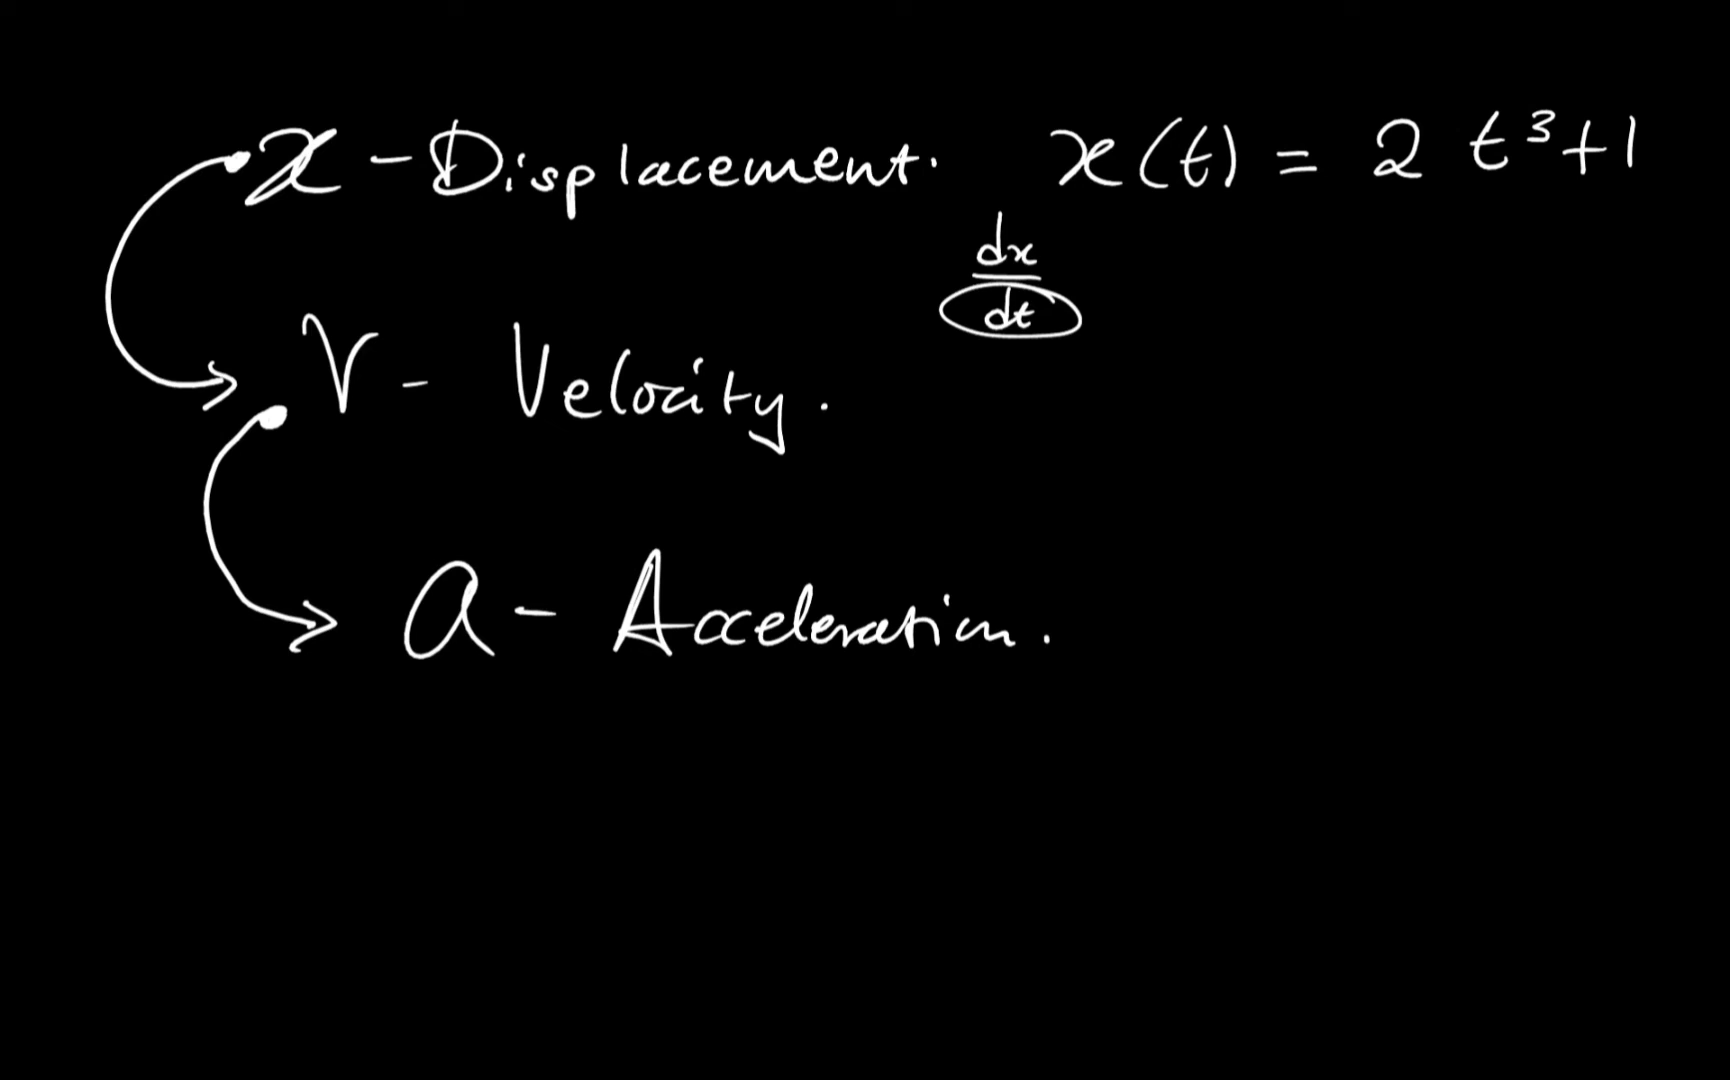 x - Displacement. x(t) = 2 t³+1
dx
dt
V - Velocity.
a - Acceleration.